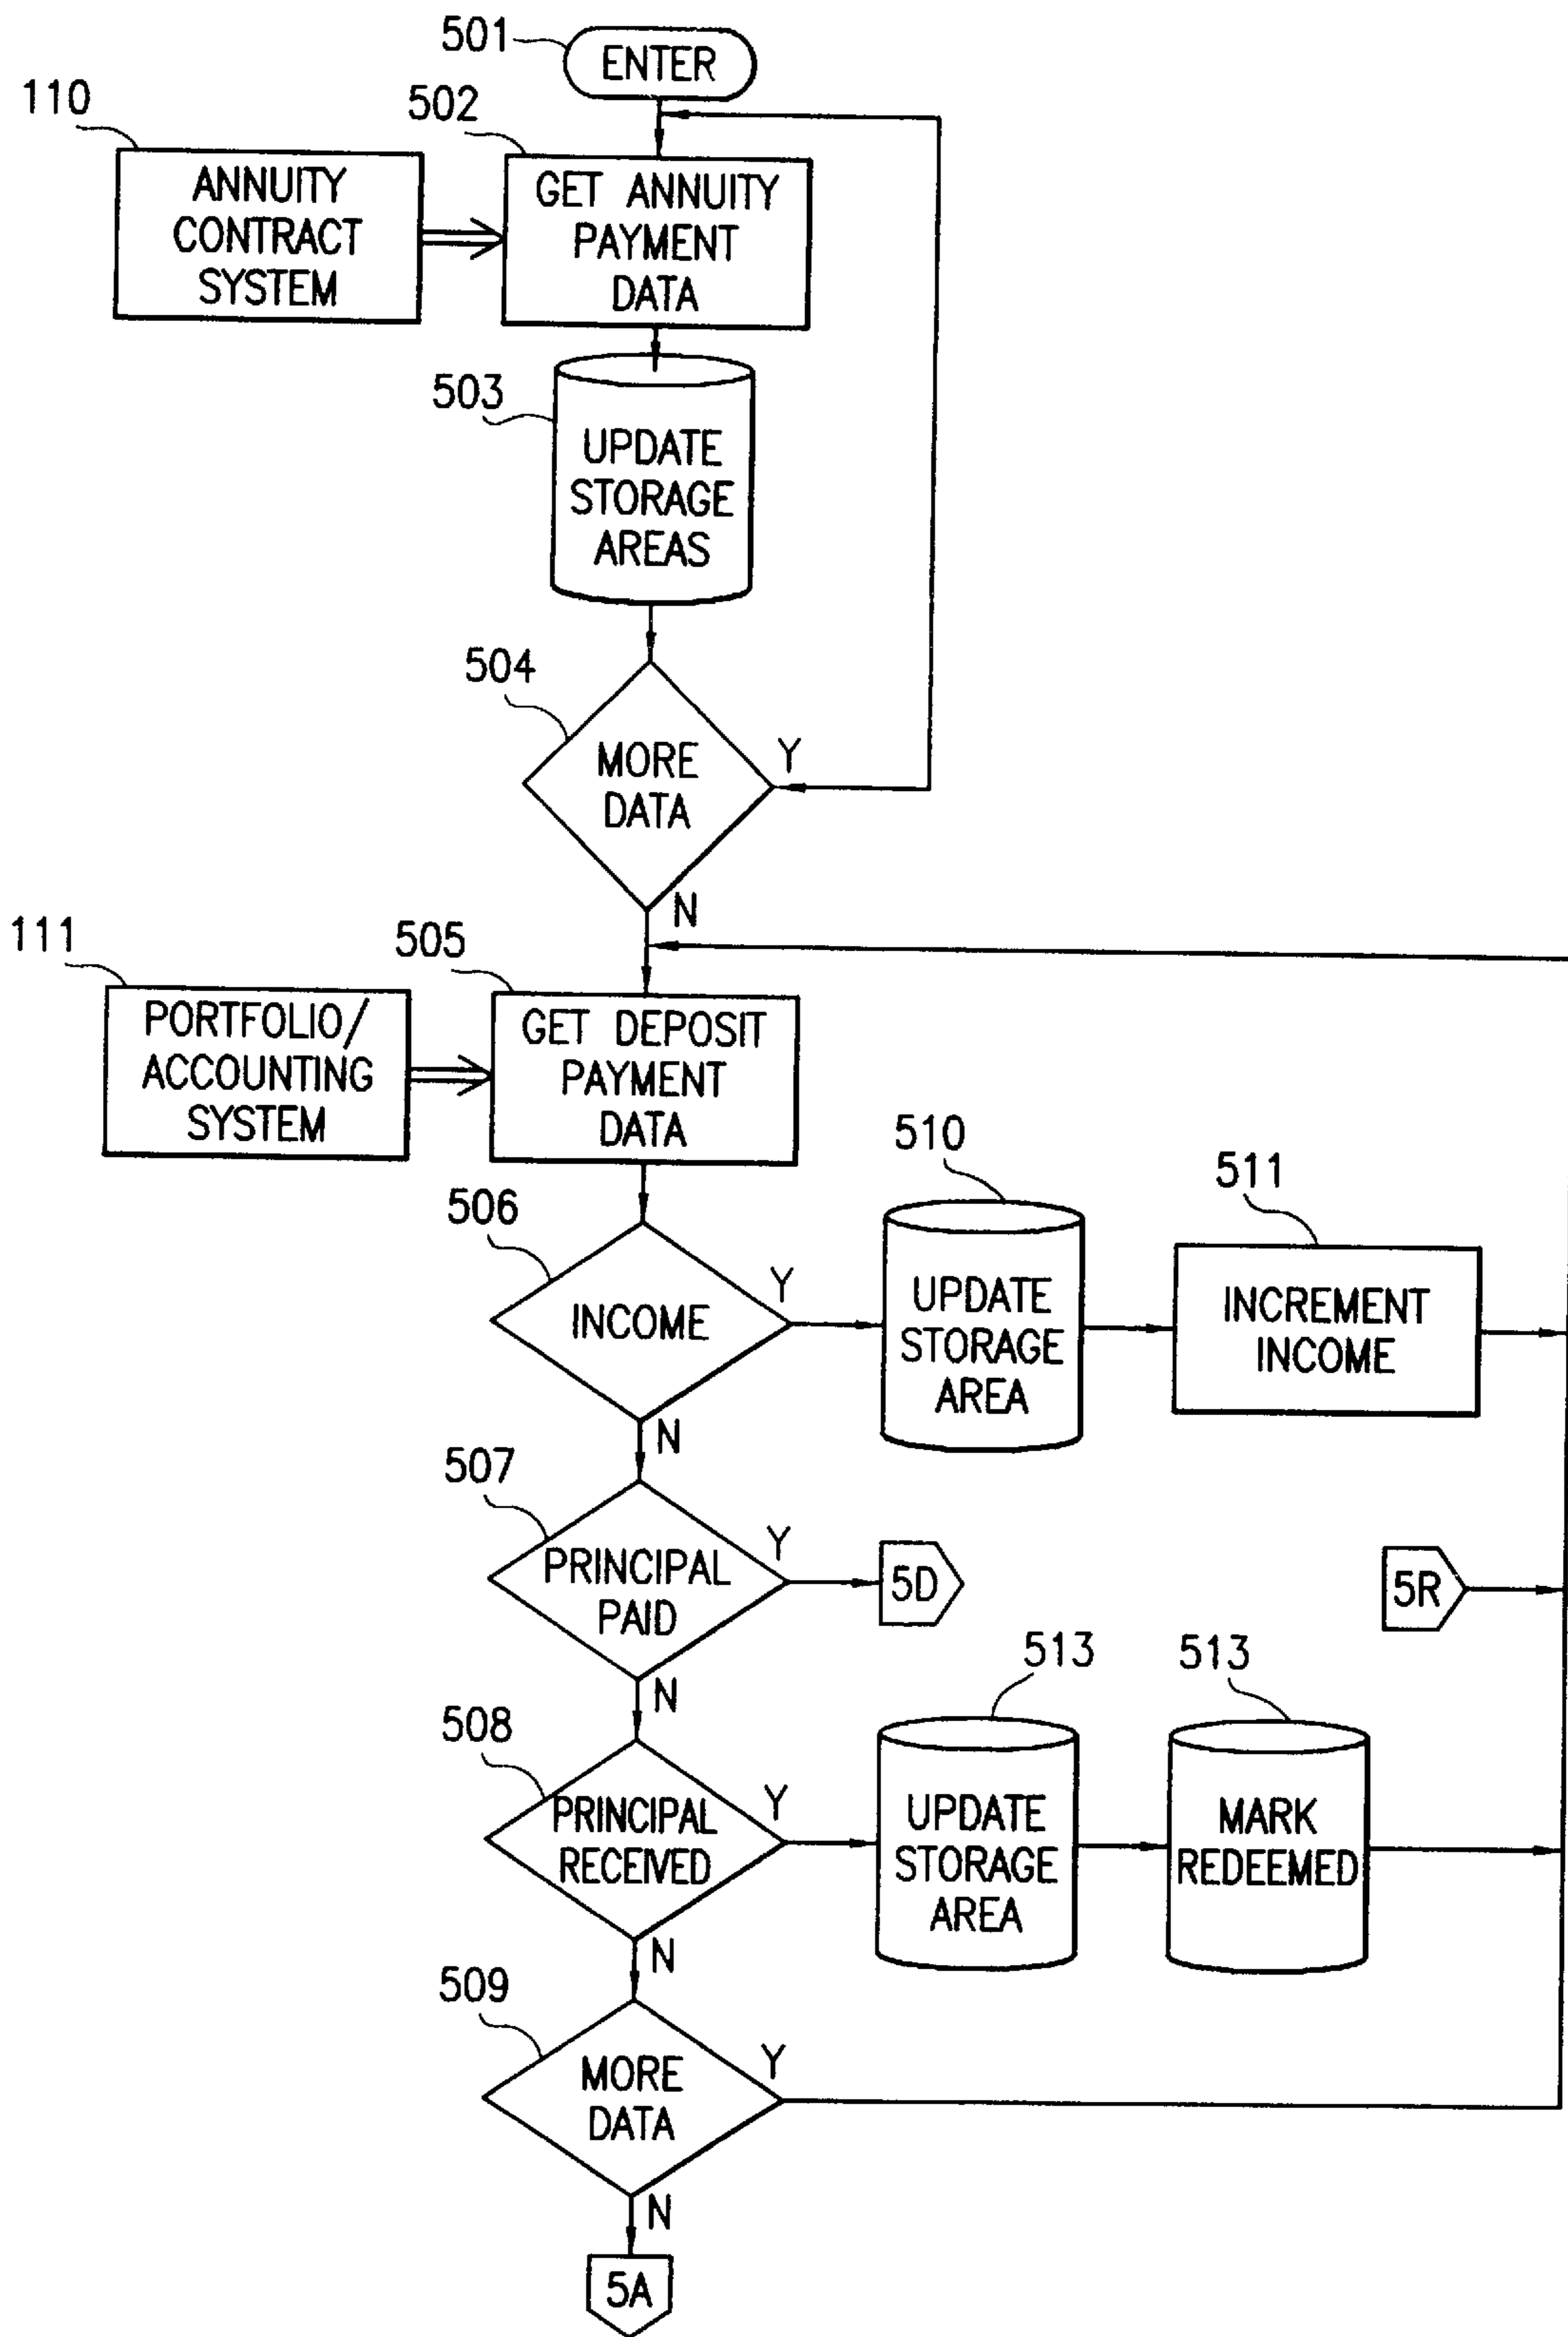 501
ENTER
110
502
ANNUITY
CONTRACT
SYSTEM
GET ANNUITY
PAYMENT
DATA
503
UPDATE
STORAGE
AREAS
504
MORE
DATA
Y
N
111
505
PORTFOLIO/
ACCOUNTING
SYSTEM
GET DEPOSIT
PAYMENT
DATA
506
INCOME
Y
N
510
UPDATE
STORAGE
AREA
511
INCREMENT
INCOME
507
PRINCIPAL
PAID
Y
N
5D
5R
508
PRINCIPAL
RECEIVED
Y
N
513
UPDATE
STORAGE
AREA
513
MARK
REDEEMED
509
MORE
DATA
Y
N
5A